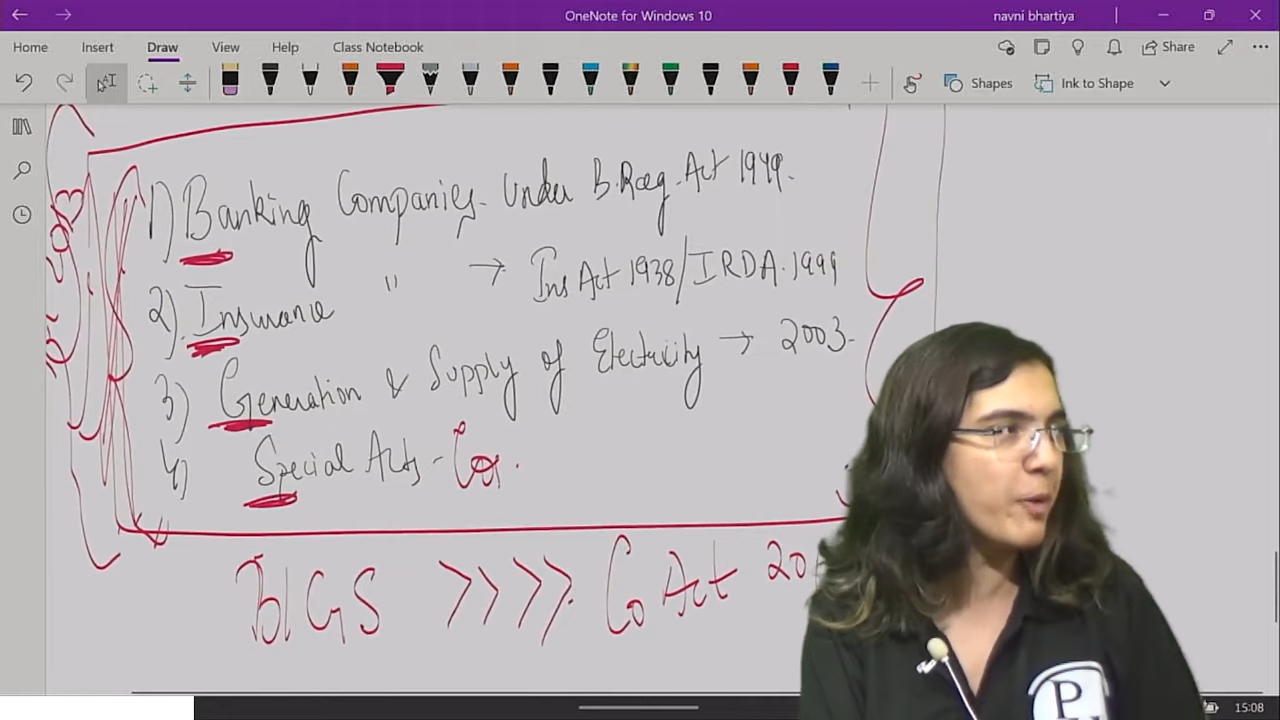 OneNote for Windows 10
navni bhartiya
Home Insert Draw View Help Class Notebook
Share
Shapes
Ink to Shape
1) Banking Companies. Under B.Reg. Act 1949.
2) Insurance " → Ins Act 1938/IRDA.1999
3) Generation & Supply of Electricity → 2003.
4) Special Acts - Cos.
BIGS >>>>. Co Act 20
P
15:08